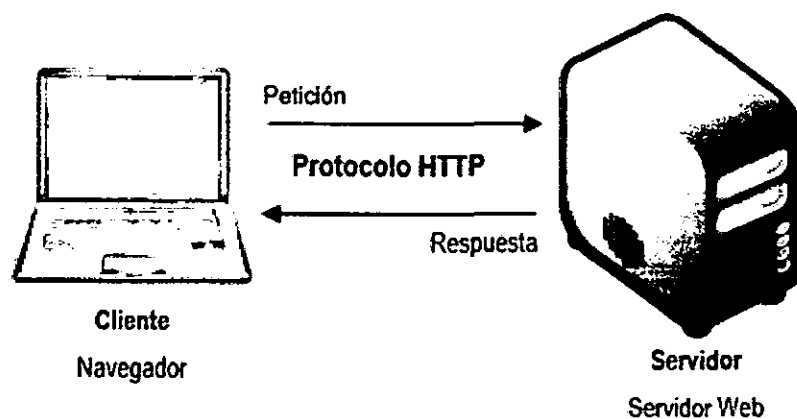 Petición
Protocolo HTTP
Respuesta
Cliente
Navegador
Servidor
Servidor Web